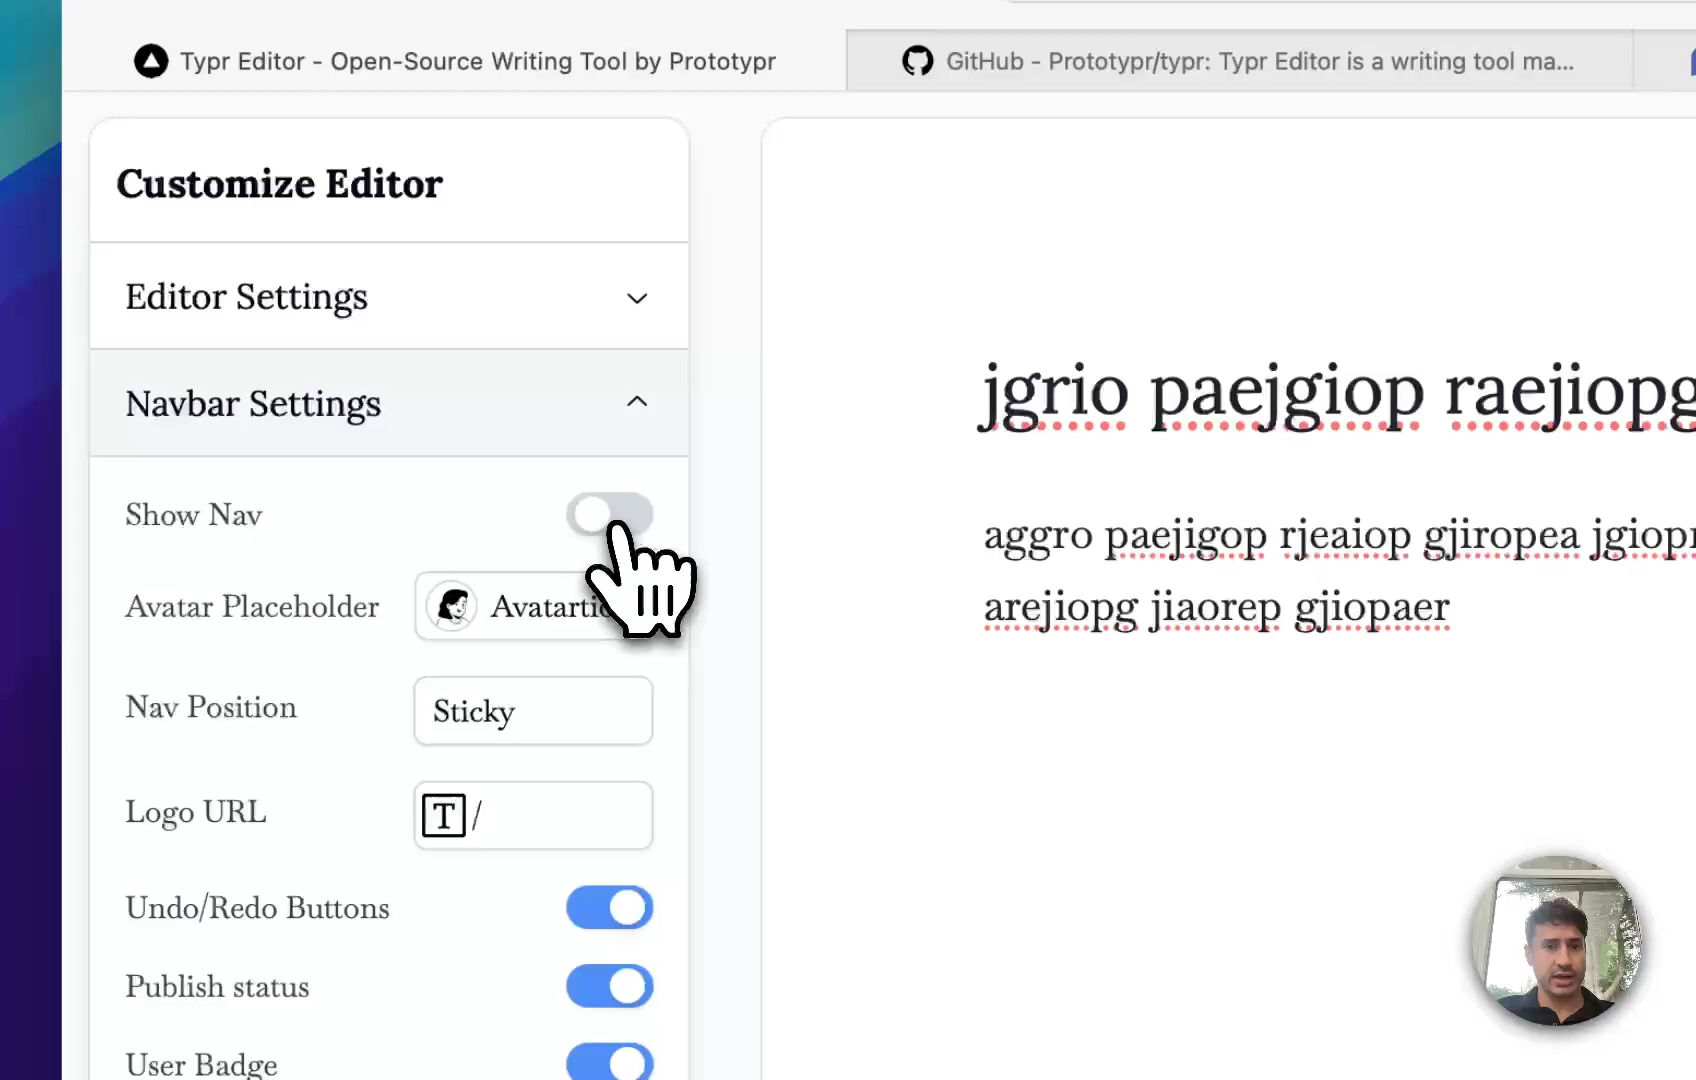 Typr Editor - Open-Source Writing Tool by Prototypr
GitHub - Prototypr/typr: Typr Editor is a writing tool ma...
Customize Editor
Editor Settings
Navbar Settings
Show Nav
Avatar Placeholder
Nav Position
Sticky
Logo URL
T /
Undo/Redo Buttons
Publish status
User Badge
jgrio paejgiop
aggro paejigop rjeaiop gjiropea
arejiopg jiaorep gjiopaer